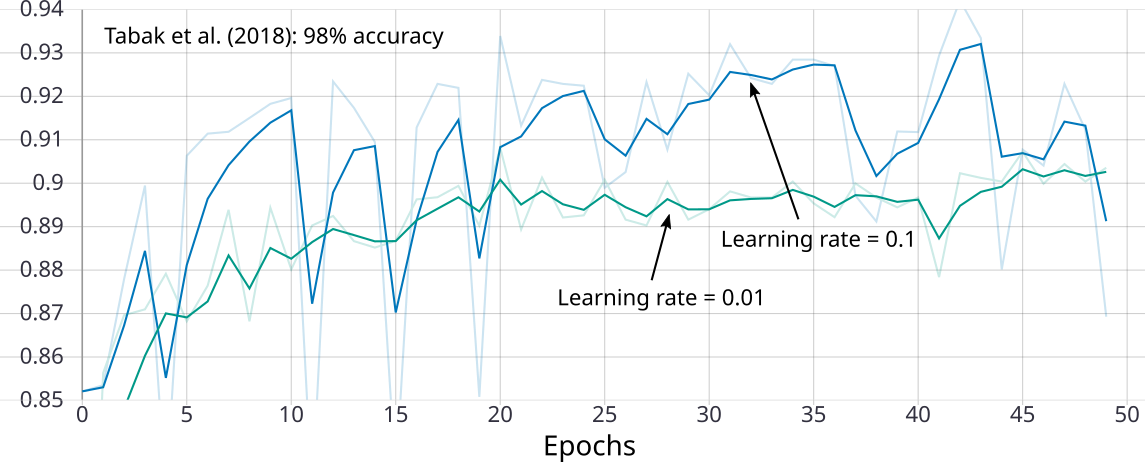 0.94
Tabak et al. (2018): 98% accuracy
0.93
0.92
0.91
0.9
0.89
Learning rate = 0.1
0.88
Learning rate = 0.01
0.87
0.86
0.85
0 5 10 15 20 25 30 35 40 45 50
Epochs